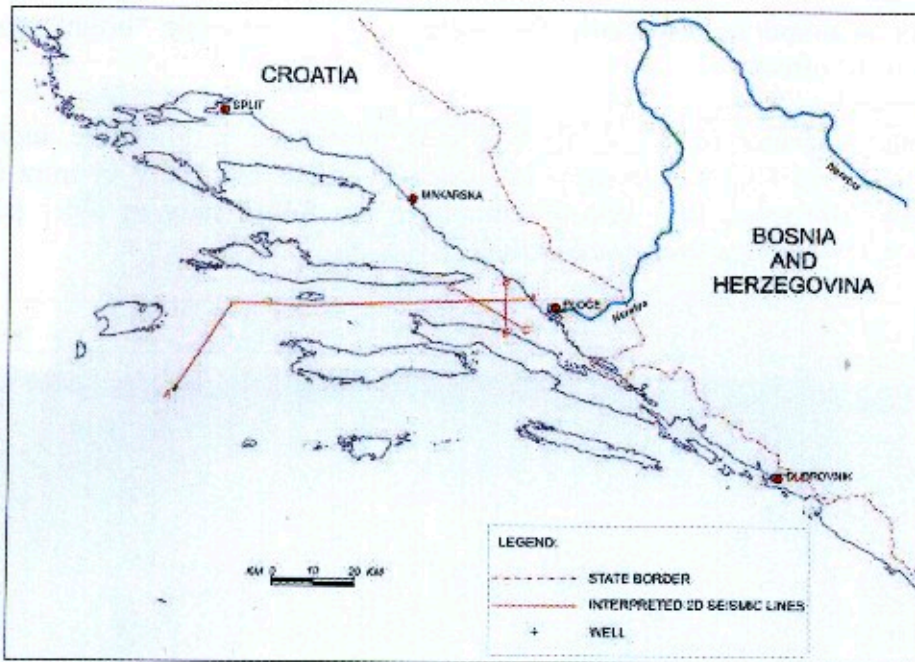 CROATIA
SPLIT
MAKARSKA
Neretva
BOSNIA
AND
HERZEGOVINA
PLOČE
Neretva
DUBROVNIK
KM 0 10 20 KM
LEGEND:
STATE BORDER
INTERPRETED 2D SEISMIC LINES
WELL